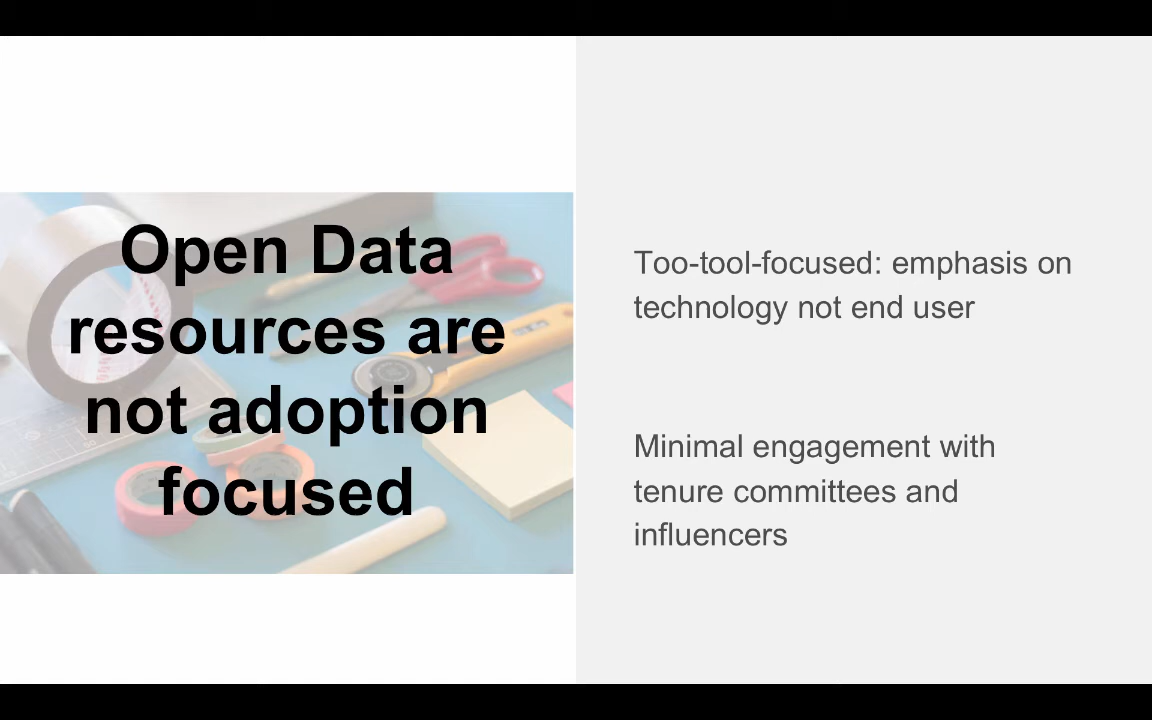 Open Data
resources are
not adoption
focused
Too-tool-focused: emphasis on
technology not end user
Minimal engagement with
tenure committees and
influencers